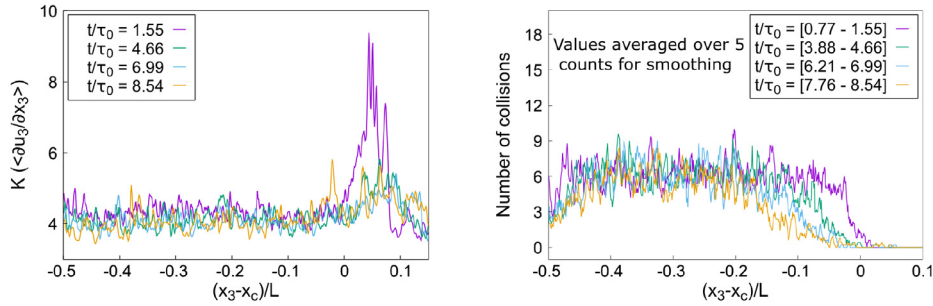 10
8
6
4
K (<∂u₃/∂x₃>)
t/τ₀ = 1.55
t/τ₀ = 4.66
t/τ₀ = 6.99
t/τ₀ = 8.54
-0.5 -0.4 -0.3 -0.2 -0.1 0 0.1
(x₃-x_c)/L
18
15
12
9
6
3
0
Number of collisions
Values averaged over 5
counts for smoothing
t/τ₀ = [0.77 - 1.55]
t/τ₀ = [3.88 - 4.66]
t/τ₀ = [6.21 - 6.99]
t/τ₀ = [7.76 - 8.54]
-0.5 -0.4 -0.3 -0.2 -0.1 0 0.1
(x₃-x_c)/L